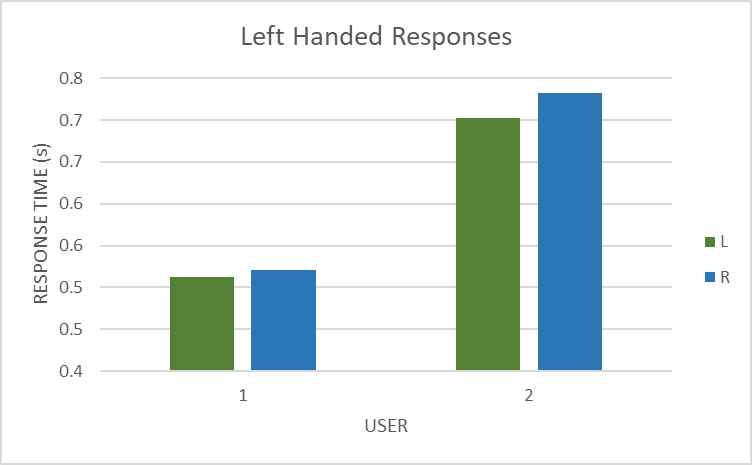 Left Handed Responses
RESPONSE TIME (s)
0.8
0.7
0.7
0.6
0.6
0.5
0.5
0.4
1
2
USER
L
R